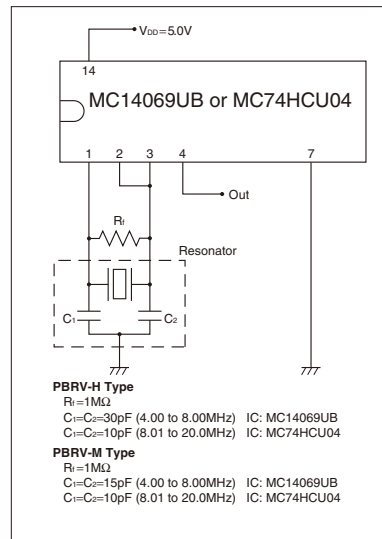 VDD=5.0V
14
MC14069UB or MC74HCU04
1 2 3 4 7
Out
Rf
Resonator
C1 C2
PBRV-H Type
Rf=1MΩ
C1=C2=30pF (4.00 to 8.00MHz) IC: MC14069UB
C1=C2=10pF (8.01 to 20.0MHz) IC: MC74HCU04
PBRV-M Type
Rf=1MΩ
C1=C2=15pF (4.00 to 8.00MHz) IC: MC14069UB
C1=C2=10pF (8.01 to 20.0MHz) IC: MC74HCU04